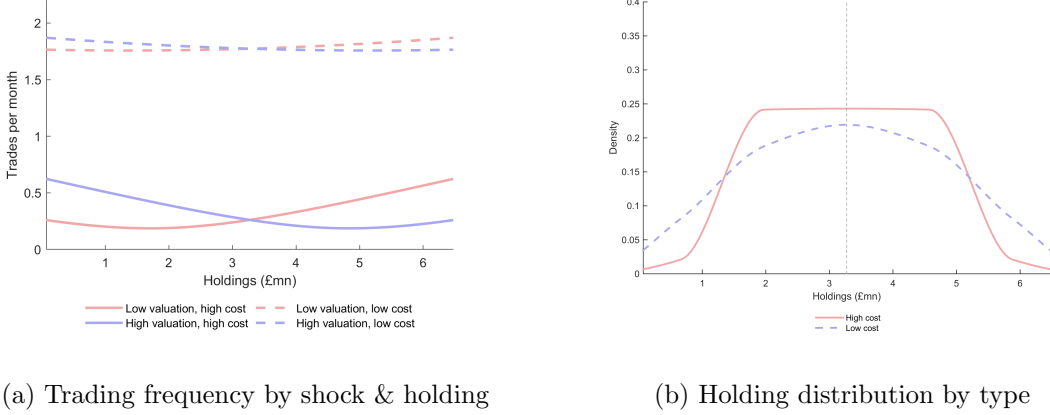 2
1.5
1
0.5
0
Trades per month
1 2 3 4 5 6
Holdings (£mn)
Low valuation, high cost Low valuation, low cost
High valuation, high cost High valuation, low cost
(a) Trading frequency by shock & holding
0.4
0.35
0.3
0.25
0.2
0.15
0.1
0.05
0
Density
1 2 3 4 5 6
Holdings (£mn)
High cost
Low cost
(b) Holding distribution by type